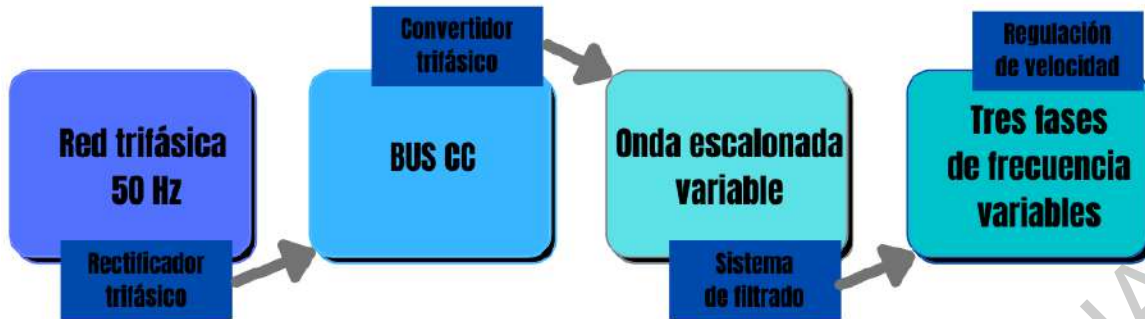 Red trifásica
50 Hz
Rectificador
trifásico
BUS CC
Convertidor
trifásico
Onda escalonada
variable
Sistema
de filtrado
Tres fases
de frecuencia
variables
Regulación
de velocidad